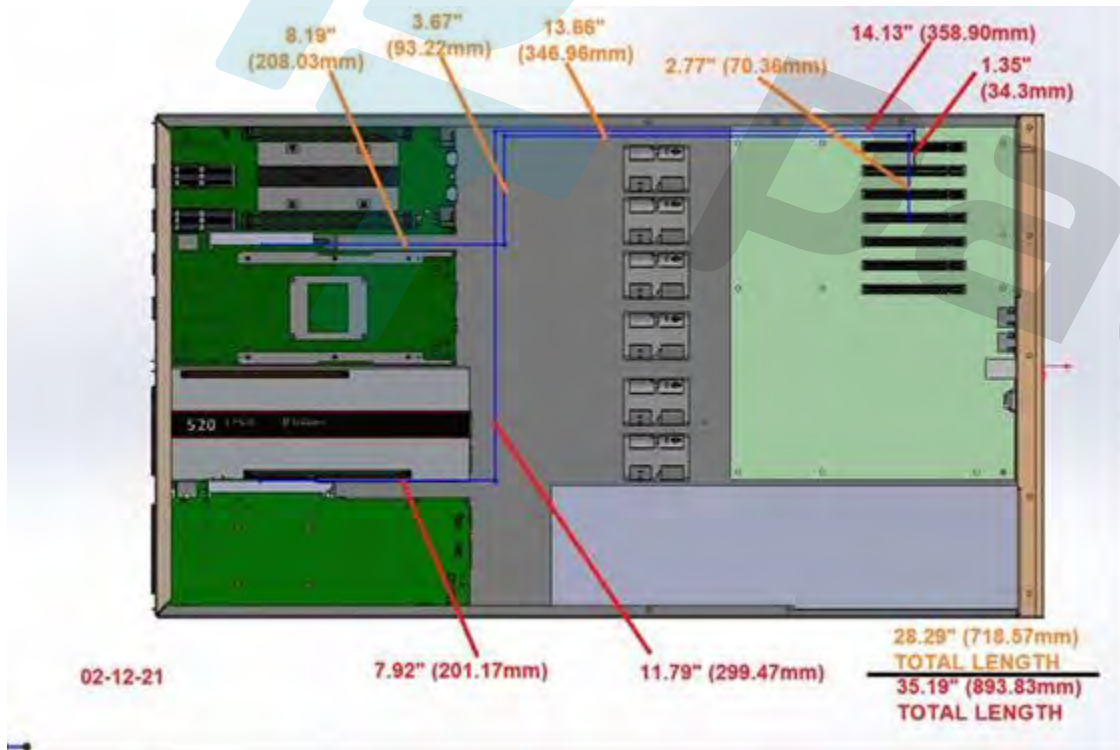 8.19"
(208.03mm)
3.67"
(93.22mm)
13.66"
(346.96mm)
2.77" (70.36mm)
14.13" (358.90mm)
1.35"
(34.3mm)
520
02-12-21
7.92" (201.17mm)
11.79" (299.47mm)
28.29" (718.57mm)
TOTAL LENGTH
35.19" (893.83mm)
TOTAL LENGTH